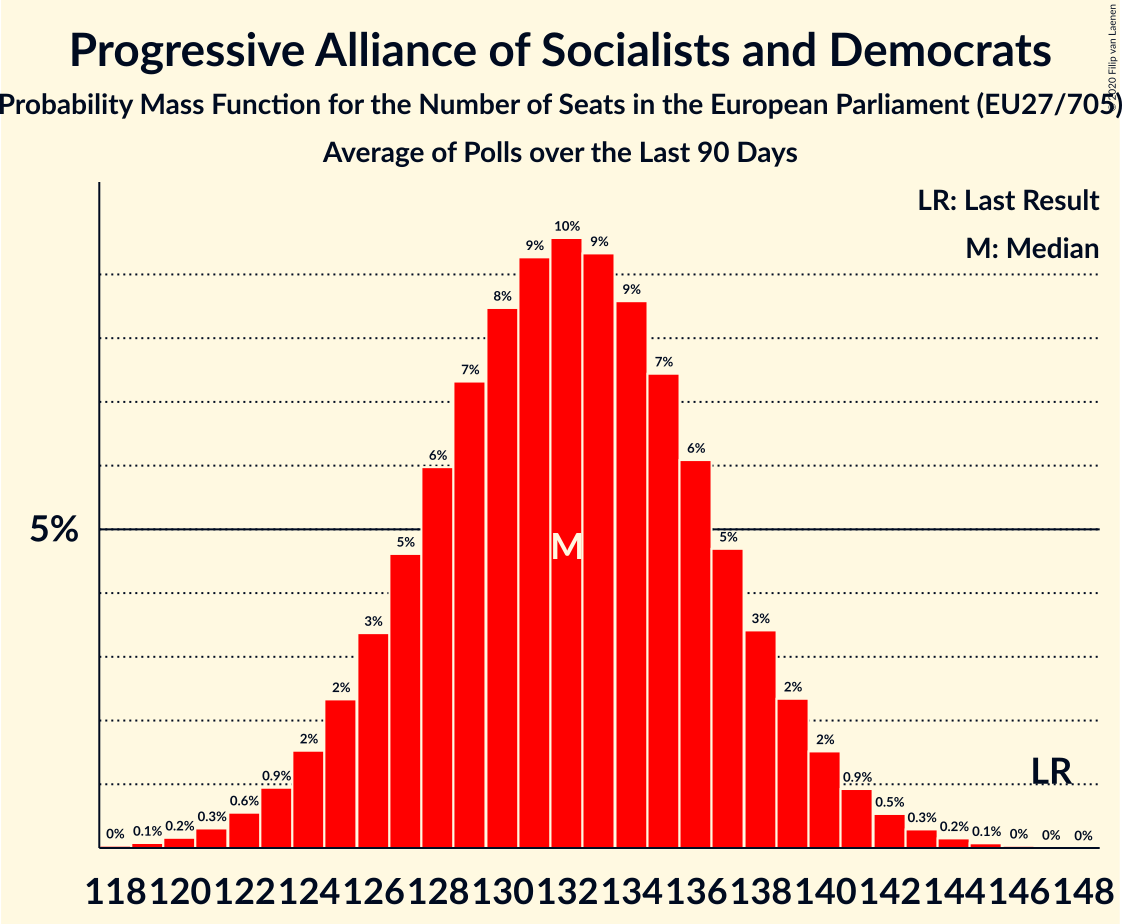 Progressive Alliance of Socialists and Democrats
Probability Mass Function for the Number of Seats in the European Parliament (EU27/705)
Average of Polls over the Last 90 Days
© 2020 Filip van Laenen
LR: Last Result
M: Median
5%
0% 0.1% 0.2% 0.3% 0.6% 0.9% 2% 2% 3% 5% 6% 7% 8% 9% 10% 9% 9% 7% 6% 5% 3% 2% 2% 0.9% 0.5% 0.3% 0.2% 0.1% 0% 0% 0%
M
LR
118 120 122 124 126 128 130 132 134 136 138 140 142 144 146 148